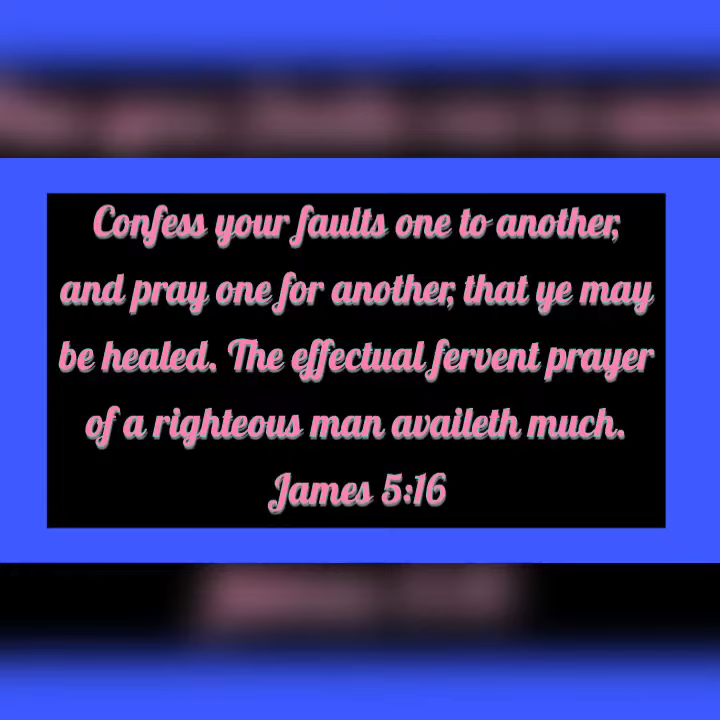 Confess your faults one to another,
and pray one for another, that ye may
be healed. The effectual fervent prayer
of a righteous man availeth much.
James 5:16